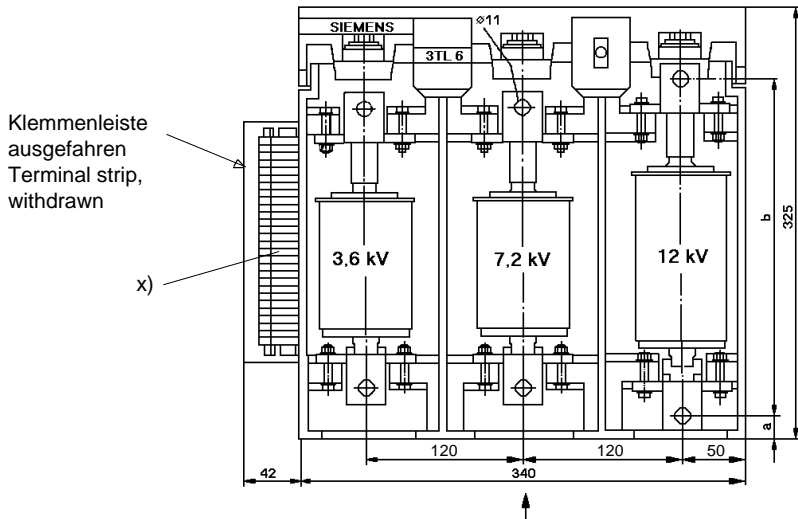 SIEMENS
3TL 6
ø11
Klemmenleiste
ausgefahren
Terminal strip,
withdrawn
x)
3,6 kV
7,2 kV
12 kV
b
325
a
120
120
50
42
340